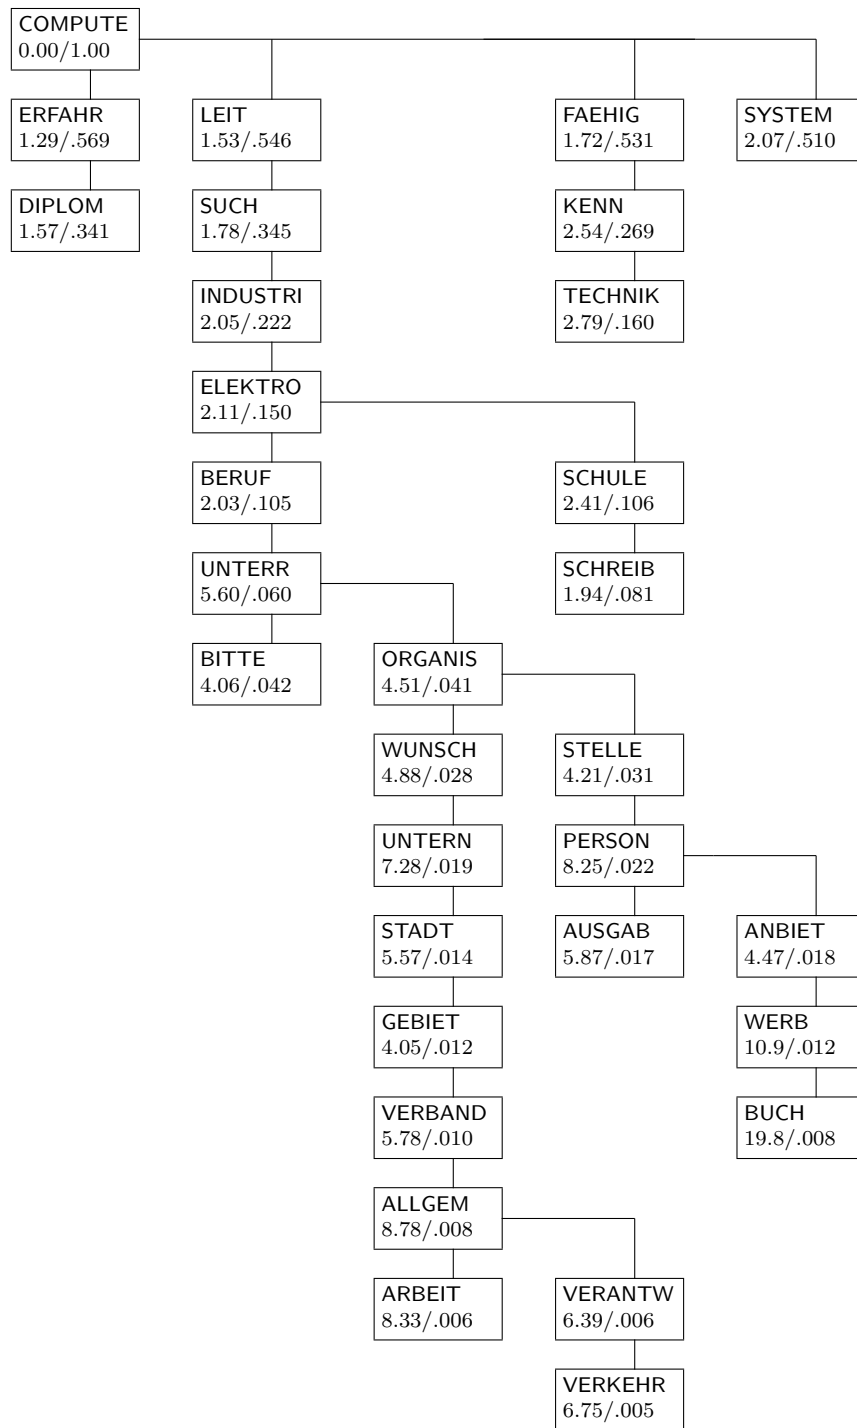 COMPUTE
0.00/1.00
ERFAHR
1.29/.569
LEIT
1.53/.546
FAEHIG
1.72/.531
SYSTEM
2.07/.510
DIPLOM
1.57/.341
SUCH
1.78/.345
KENN
2.54/.269
INDUSTRI
2.05/.222
TECHNIK
2.79/.160
ELEKTRO
2.11/.150
BERUF
2.03/.105
SCHULE
2.41/.106
UNTERR
5.60/.060
SCHREIB
1.94/.081
BITTE
4.06/.042
ORGANIS
4.51/.041
WUNSCH
4.88/.028
STELLE
4.21/.031
UNTERN
7.28/.019
PERSON
8.25/.022
STADT
5.57/.014
AUSGAB
5.87/.017
ANBIET
4.47/.018
GEBIET
4.05/.012
WERB
10.9/.012
VERBAND
5.78/.010
BUCH
19.8/.008
ALLGEM
8.78/.008
ARBEIT
8.33/.006
VERANTW
6.39/.006
VERKEHR
6.75/.005